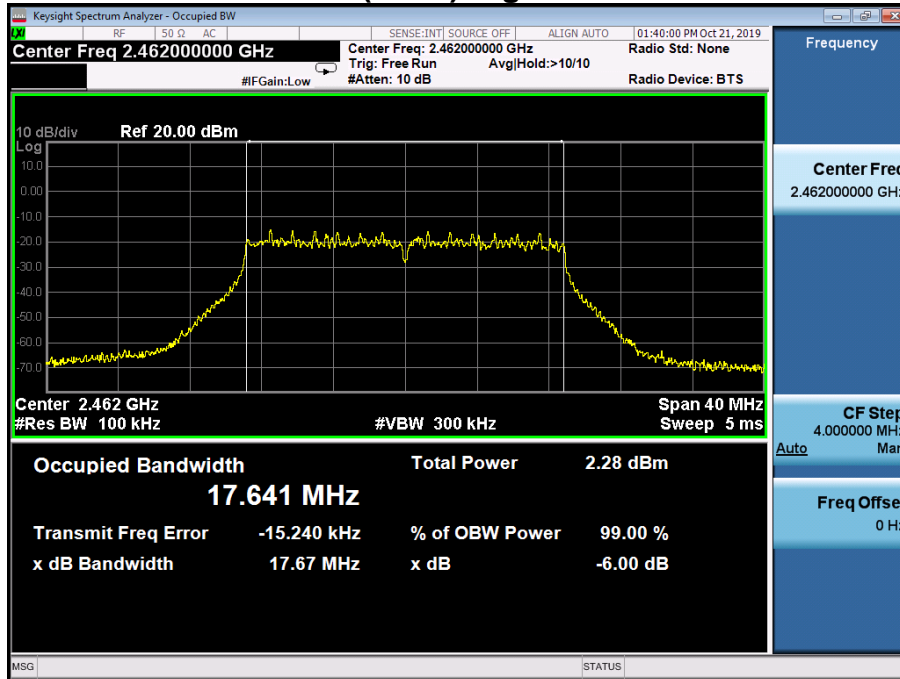 Keysight Spectrum Analyzer - Occupied BW
LXI RF 50 Ω AC SENSE:INT SOURCE OFF ALIGN AUTO 01:40:00 PM Oct 21, 2019
Center Freq 2.462000000 GHz
Center Freq: 2.462000000 GHz
Radio Std: None
Trig: Free Run Avg|Hold:>10/10
#IFGain:Low #Atten: 10 dB
Radio Device: BTS
10 dB/div Ref 20.00 dBm
Log
10.0
0.00
-10.0
-20.0
-30.0
-40.0
-50.0
-60.0
-70.0
Center 2.462 GHz Span 40 MHz
#Res BW 100 kHz #VBW 300 kHz Sweep 5 ms
Occupied Bandwidth Total Power 2.28 dBm
17.641 MHz
Transmit Freq Error -15.240 kHz % of OBW Power 99.00 %
x dB Bandwidth 17.67 MHz x dB -6.00 dB
MSG STATUS
Frequency
Center Freq
2.462000000 GH
CF Step
4.000000 MH
Auto Man
Freq Offse
0 H